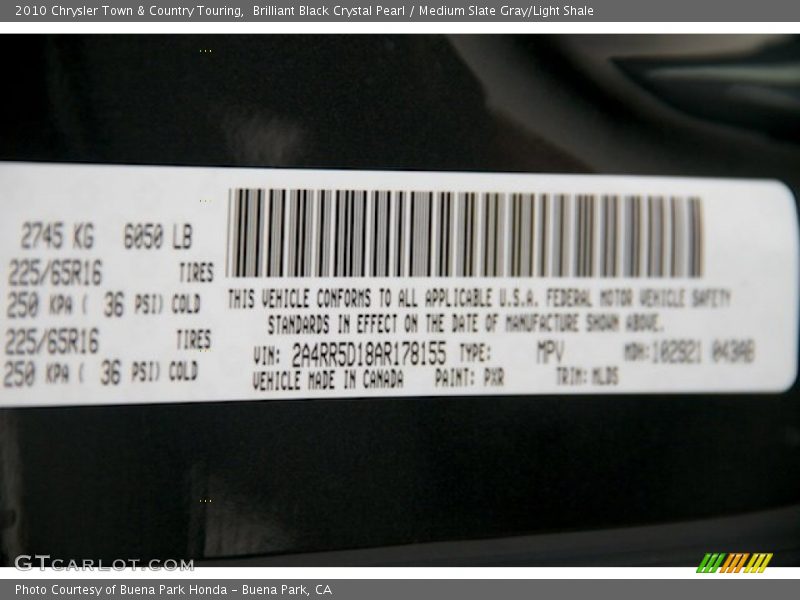 2010 Chrysler Town & Country Touring,  Brilliant Black Crystal Pearl / Medium Slate Gray/Light Shale
2745 KG 6050 LB
225/65R16 TIRES
250 KPA ( 36 PSI) COLD
225/65R16 TIRES
250 KPA ( 36 PSI) COLD
THIS VEHICLE CONFORMS TO ALL APPLICABLE U.S.A. FEDERAL MOTOR VEHICLE SAFETY
STANDARDS IN EFFECT ON THE DATE OF MANUFACTURE SHOWN ABOVE.
VIN: 2A4RR5D18AR178155 TYPE: MPV MDH: 102921 043AB
VEHICLE MADE IN CANADA PAINT: PXR TRIM: MLDS
GTCARLOT.COM
Photo Courtesy of Buena Park Honda - Buena Park, CA